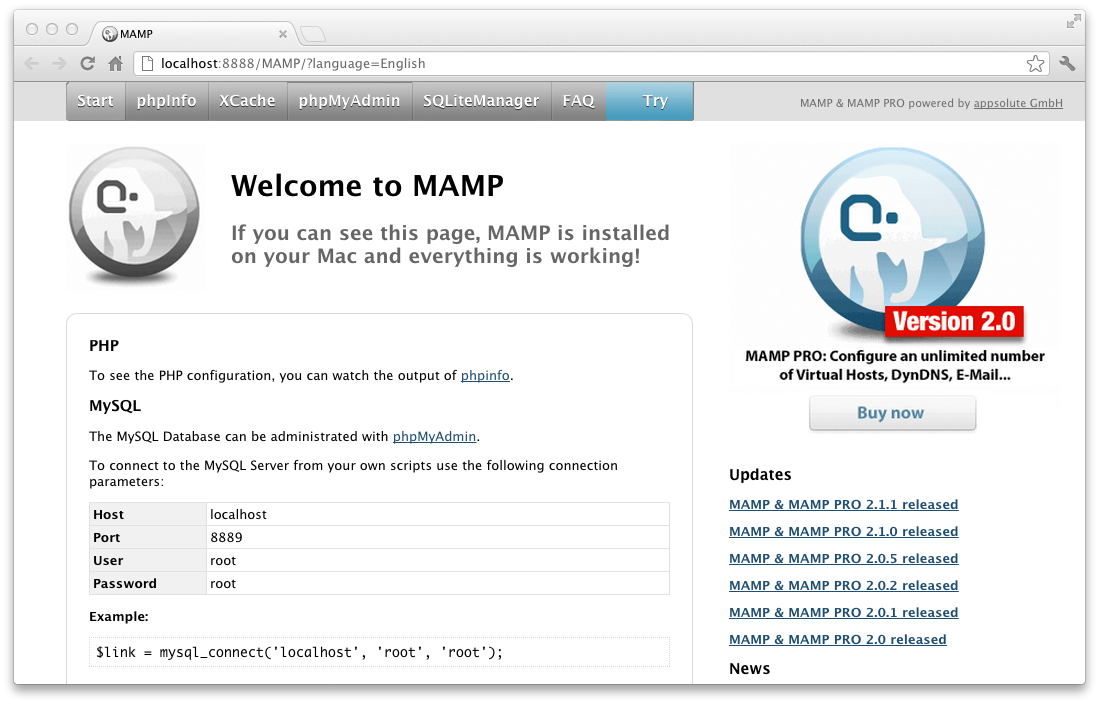 MAMP
localhost:8888/MAMP/?language=English
Start phpInfo XCache phpMyAdmin SQLiteManager FAQ Try
MAMP & MAMP PRO powered by appsolute GmbH
Welcome to MAMP
If you can see this page, MAMP is installed
on your Mac and everything is working!
PHP
To see the PHP configuration, you can watch the output of phpinfo.
MySQL
The MySQL Database can be administrated with phpMyAdmin.
To connect to the MySQL Server from your own scripts use the following connection
parameters:
Host localhost
Port 8889
User root
Password root
Example:
$link = mysql_connect('localhost', 'root', 'root');
Version 2.0
MAMP PRO: Configure an unlimited number
of Virtual Hosts, DynDNS, E-Mail...
Buy now
Updates
MAMP & MAMP PRO 2.1.1 released
MAMP & MAMP PRO 2.1.0 released
MAMP & MAMP PRO 2.0.5 released
MAMP & MAMP PRO 2.0.2 released
MAMP & MAMP PRO 2.0.1 released
MAMP & MAMP PRO 2.0 released
News